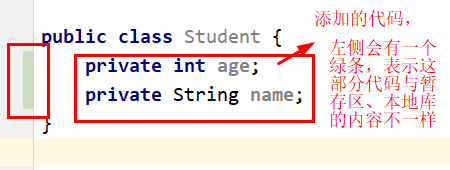 添加的代码，
public class Student {
左侧会有一个
private int age;
绿条，表示这
private String name;
部分代码与暂
存区、本地库
}
的内容不一样